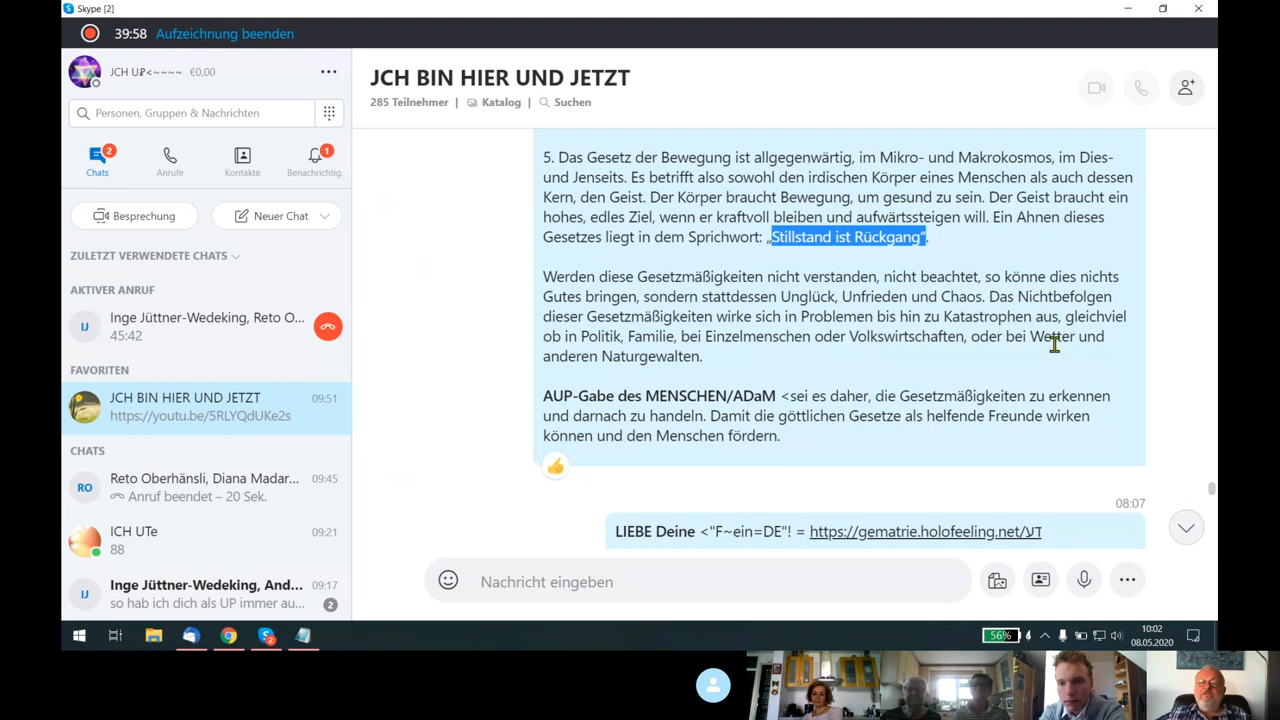 Skype [2]
39:58 Aufzeichnung beenden
JCH U₽<~~~~ €0,00
Personen, Gruppen & Nachrichten
2
1
Chats Anrufe Kontakte Benachrichtig.
Besprechung Neuer Chat
ZULETZT VERWENDETE CHATS
AKTIVER ANRUF
IJ
Inge Jüttner-Wedeking, Reto O...
45:42
FAVORITEN
JCH BIN HIER UND JETZT 09:51
https://youtu.be/5RLYQdUKe2s
CHATS
RO
Reto Oberhänsli, Diana Madar... 09:45
Anruf beendet – 20 Sek.
ICH UTe 09:21
88
IJ
Inge Jüttner-Wedeking, And... 09:17
so hab ich dich als UP immer au... 2
JCH BIN HIER UND JETZT
285 Teilnehmer | Katalog | Suchen
5. Das Gesetz der Bewegung ist allgegenwärtig, im Mikro- und Makrokosmos, im Dies-
und Jenseits. Es betrifft also sowohl den irdischen Körper eines Menschen als auch dessen
Kern, den Geist. Der Körper braucht Bewegung, um gesund zu sein. Der Geist braucht ein
hohes, edles Ziel, wenn er kraftvoll bleiben und aufwärtssteigen will. Ein Ahnen dieses
Gesetzes liegt in dem Sprichwort: „Stillstand ist Rückgang“.
Werden diese Gesetzmäßigkeiten nicht verstanden, nicht beachtet, so könne dies nichts
Gutes bringen, sondern stattdessen Unglück, Unfrieden und Chaos. Das Nichtbefolgen
dieser Gesetzmäßigkeiten wirke sich in Problemen bis hin zu Katastrophen aus, gleichviel
ob in Politik, Familie, bei Einzelmenschen oder Volkswirtschaften, oder bei Wetter und
anderen Naturgewalten.
AUP-Gabe des MENSCHEN/ADaM <sei es daher, die Gesetzmäßigkeiten zu erkennen
und darnach zu handeln. Damit die göttlichen Gesetze als helfende Freunde wirken
können und den Menschen fördern.
08:07
LIEBE Deine <"F~ein=DE"! = https://gematrie.holofeeling.net/דע
Nachricht eingeben
2
56%
10:02
08.05.2020